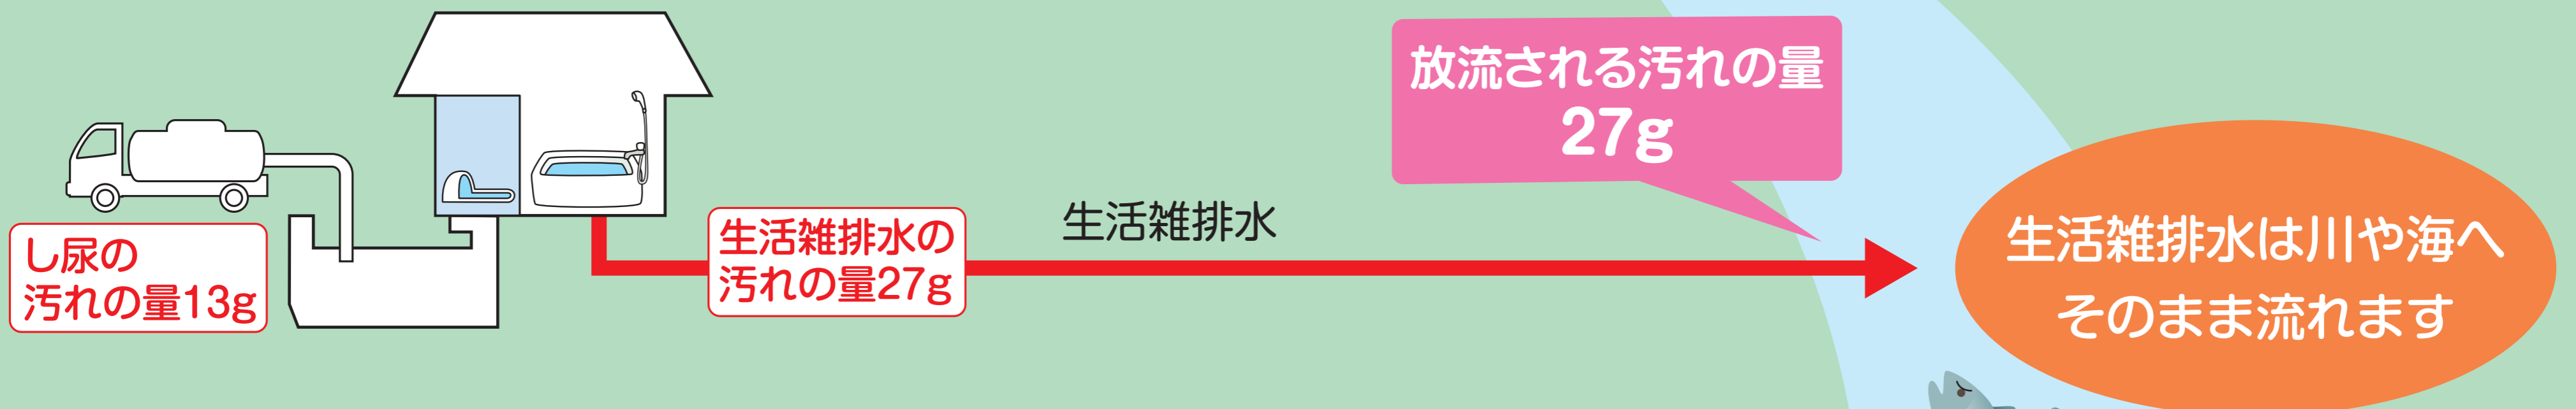 し尿の
汚れの量13g
生活雑排水の
汚れの量27g
生活雑排水
放流される汚れの量
27g
生活雑排水は川や海へ
そのまま流れます